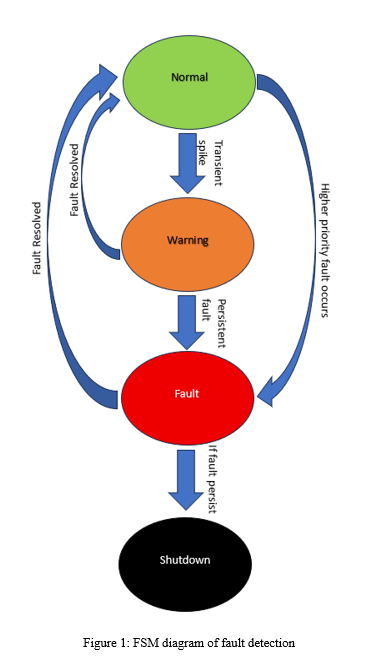 Normal
Transient
spike
Fault Resolved
Fault Resolved
Higher priority fault occurs
Warning
Persistent
fault
Fault
If fault persist
Shutdown
Figure 1: FSM diagram of fault detection